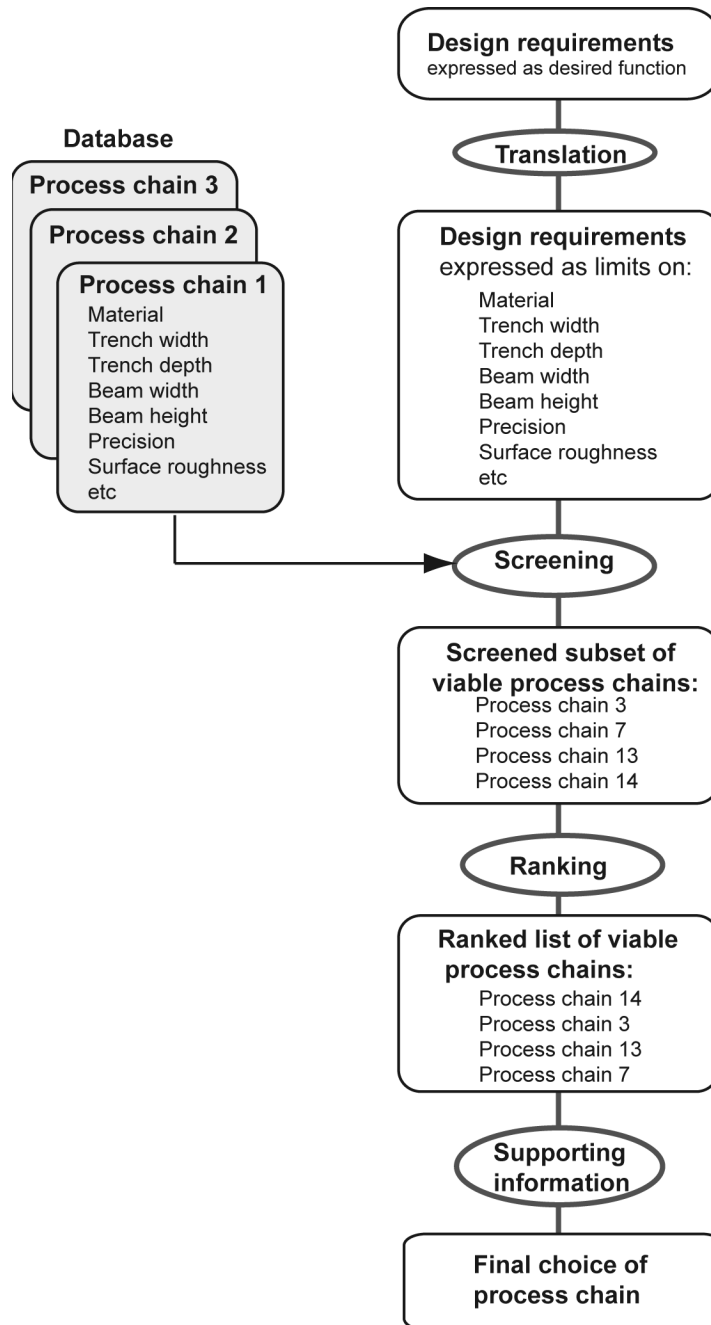 Design requirements
expressed as desired function
Translation
Database
Process chain 3
Process chain 2
Process chain 1
Material
Trench width
Trench depth
Beam width
Beam height
Precision
Surface roughness
etc
Design requirements
expressed as limits on:
Material
Trench width
Trench depth
Beam width
Beam height
Precision
Surface roughness
etc
Screening
Screened subset of
viable process chains:
Process chain 3
Process chain 7
Process chain 13
Process chain 14
Ranking
Ranked list of viable
process chains:
Process chain 14
Process chain 3
Process chain 13
Process chain 7
Supporting
information
Final choice of
process chain